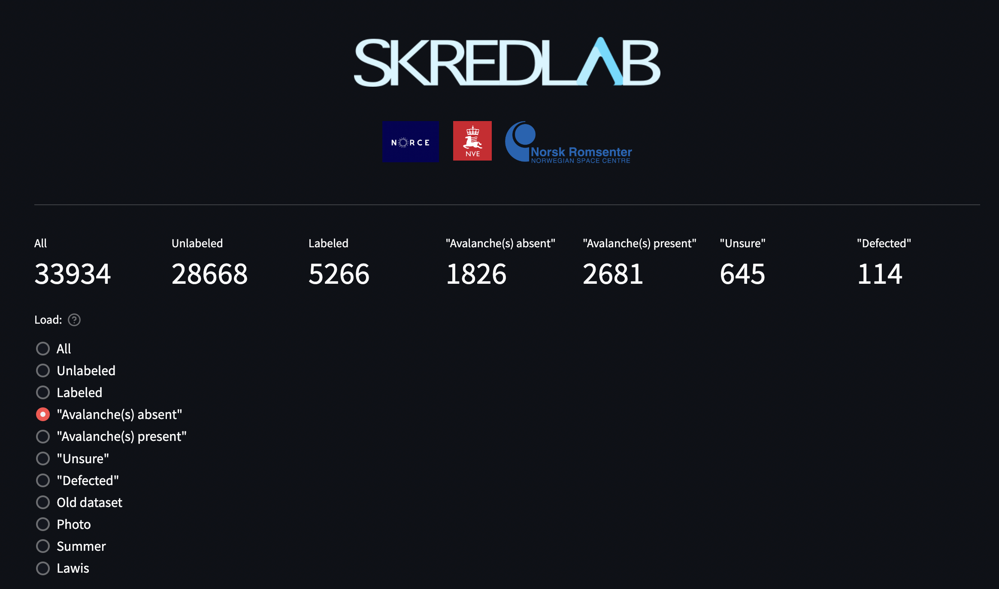 SKREDLAB
NORCE
NVE
Norsk Romsenter
NORWEGIAN SPACE CENTRE
All
33934
Unlabeled
28668
Labeled
5266
"Avalanche(s) absent"
1826
"Avalanche(s) present"
2681
"Unsure"
645
"Defected"
114
Load: ?
All
Unlabeled
Labeled
"Avalanche(s) absent"
"Avalanche(s) present"
"Unsure"
"Defected"
Old dataset
Photo
Summer
Lawis